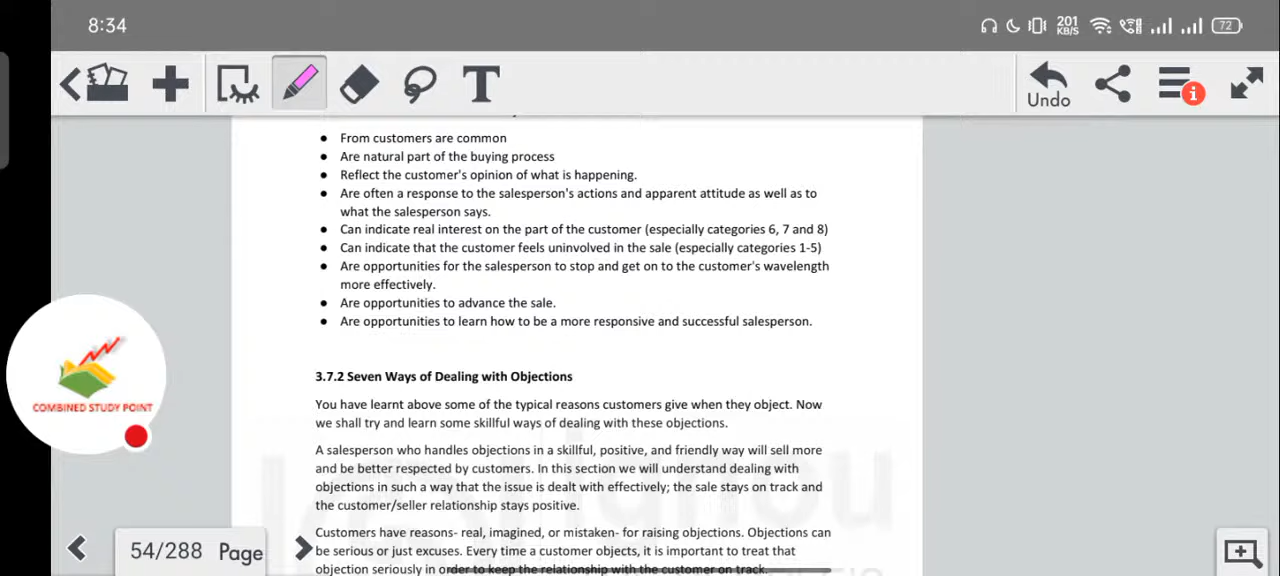 8:34
201
KB/S
72
Undo
From customers are common
Are natural part of the buying process
Reflect the customer's opinion of what is happening.
Are often a response to the salesperson's actions and apparent attitude as well as to
what the salesperson says.
Can indicate real interest on the part of the customer (especially categories 6, 7 and 8)
Can indicate that the customer feels uninvolved in the sale (especially categories 1-5)
Are opportunities for the salesperson to stop and get on to the customer's wavelength
more effectively.
Are opportunities to advance the sale.
Are opportunities to learn how to be a more responsive and successful salesperson.
COMBINED STUDY POINT
3.7.2 Seven Ways of Dealing with Objections
You have learnt above some of the typical reasons customers give when they object. Now
we shall try and learn some skillful ways of dealing with these objections.
A salesperson who handles objections in a skillful, positive, and friendly way will sell more
and be better respected by customers. In this section we will understand dealing with
objections in such a way that the issue is dealt with effectively; the sale stays on track and
the customer/seller relationship stays positive.
Customers have reasons- real, imagined, or mistaken- for raising objections. Objections can
be serious or just excuses. Every time a customer objects, it is important to treat that
objection seriously in order to keep the relationship with the customer on track.
54/288 Page